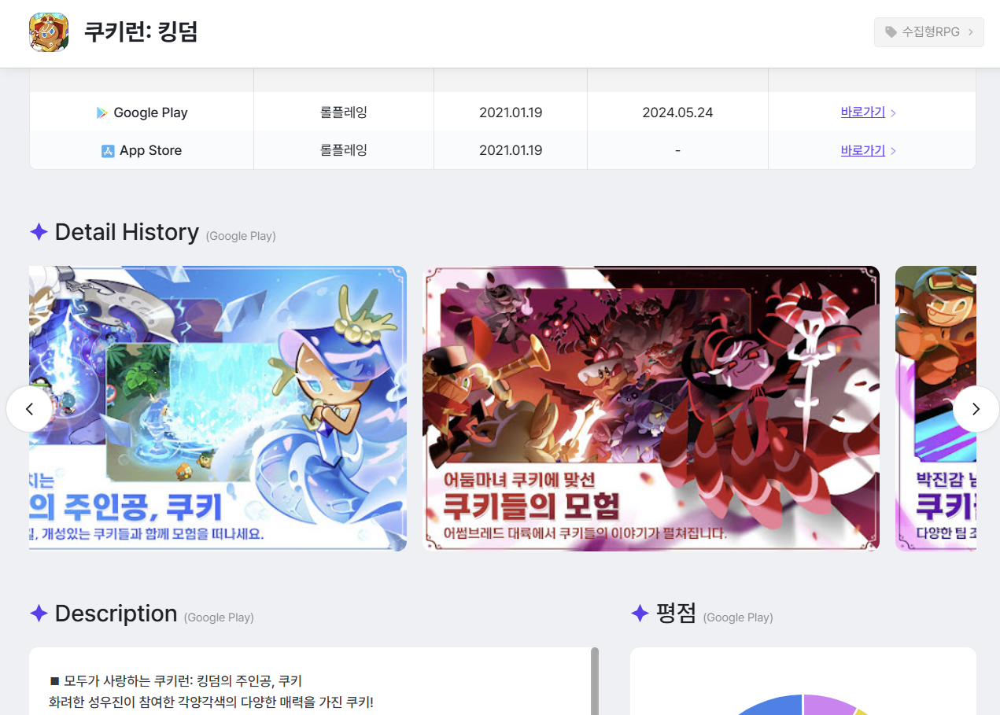 쿠키런: 킹덤
수집형RPG
Google Play 롤플레잉 2021.01.19 2024.05.24 바로가기
App Store 롤플레잉 2021.01.19 - 바로가기
Detail History (Google Play)
치는
의 주인공, 쿠키
개성있는 쿠키들과 함께 모험을 떠나세요.
어둠마녀 쿠키에 맞선
쿠키들의 모험
어썸브레드 대륙에서 쿠키들의 이야기가 펼쳐집니다.
박진감
쿠키
다양한 팀
Description (Google Play)
평점 (Google Play)
■ 모두가 사랑하는 쿠키런: 킹덤의 주인공, 쿠키
화려한 성우진이 참여한 각양각색의 다양한 매력을 가진 쿠키!